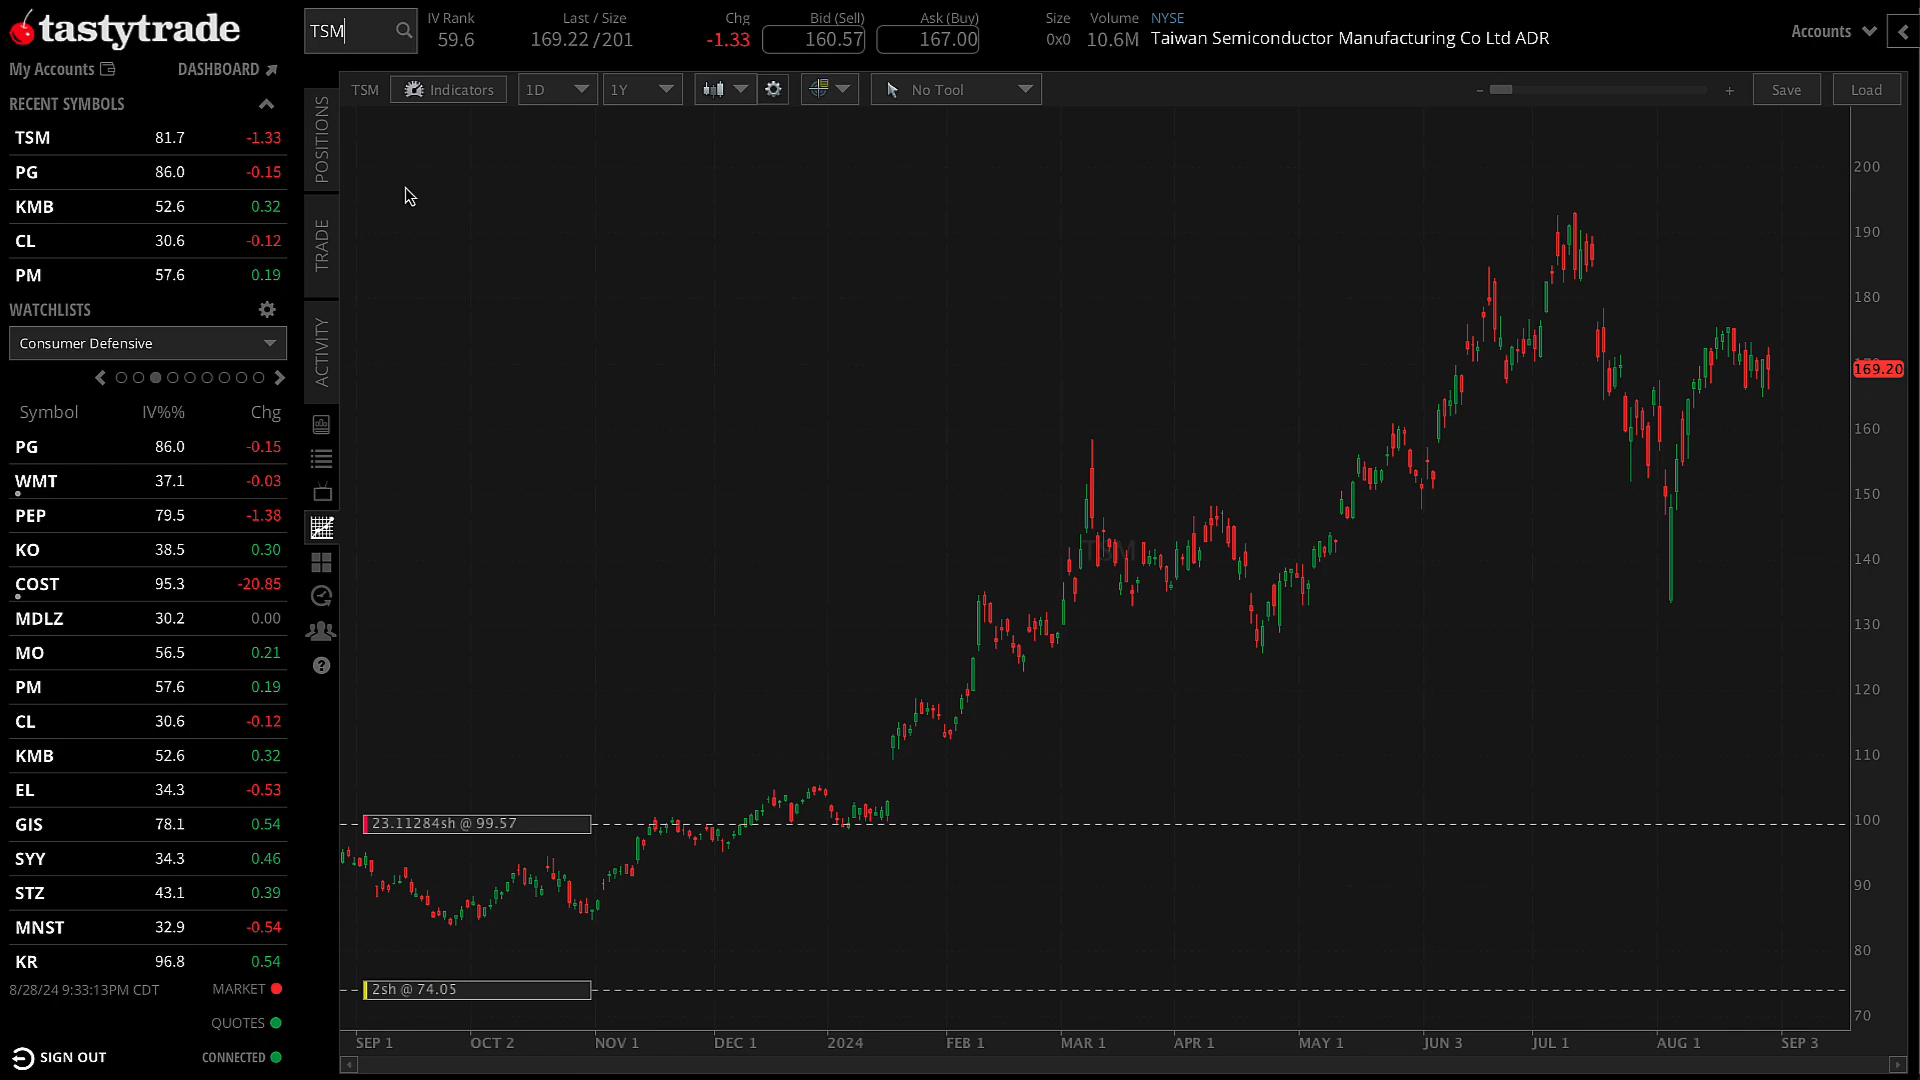 tastytrade
TSM
IV Rank
59.6
Last / Size
169.22 /201
Chg
-1.33
Bid (Sell)
160.57
Ask (Buy)
167.00
Size
0x0
Volume
10.6M
NYSE
Taiwan Semiconductor Manufacturing Co Ltd ADR
Accounts
My Accounts
DASHBOARD
RECENT SYMBOLS
TSM 81.7 -1.33
PG 86.0 -0.15
KMB 52.6 0.32
CL 30.6 -0.12
PM 57.6 0.19
WATCHLISTS
Consumer Defensive
Symbol IV%% Chg
PG 86.0 -0.15
WMT 37.1 -0.03
PEP 79.5 -1.38
KO 38.5 0.30
COST 95.3 -20.85
MDLZ 30.2 0.00
MO 56.5 0.21
PM 57.6 0.19
CL 30.6 -0.12
KMB 52.6 0.32
EL 34.3 -0.53
GIS 78.1 0.54
SYY 34.3 0.46
STZ 43.1 0.39
MNST 32.9 -0.54
KR 96.8 0.54
8/28/24 9:33:13PM CDT
MARKET
QUOTES
SIGN OUT
CONNECTED
POSITIONS
TRADE
ACTIVITY
TSM
Indicators
1D
1Y
No Tool
- +
Save
Load
200
190
180
169.20
160
150
140
130
120
110
100
90
80
70
TSM
23.11284sh @ 99.57
2sh @ 74.05
SEP 1 OCT 2 NOV 1 DEC 1 2024 FEB 1 MAR 1 APR 1 MAY 1 JUN 3 JUL 1 AUG 1 SEP 3